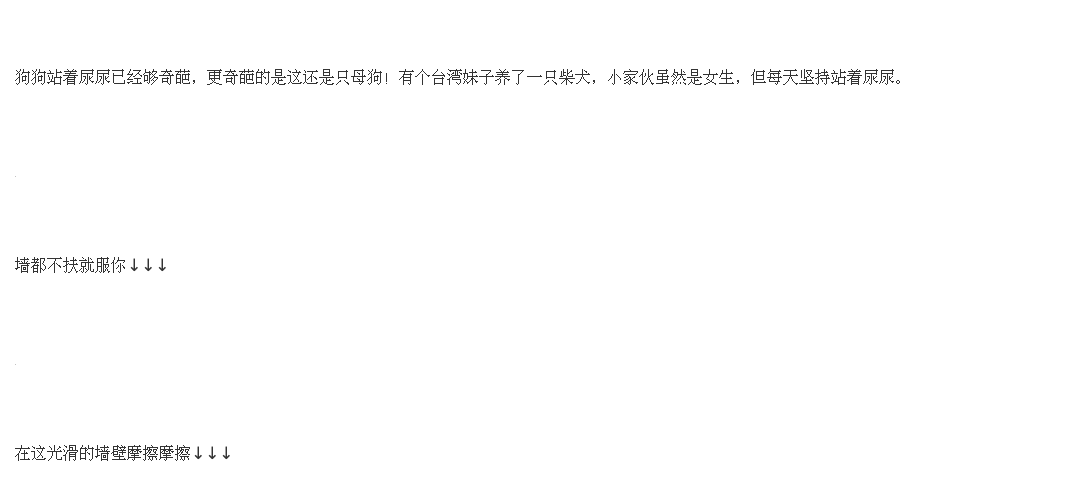 狗狗站着尿尿已经够奇葩，更奇葩的是这还是只母狗！有个台湾妹子养了一只柴犬，小家伙虽然是女生，但每天坚持站着尿尿。
墙都不扶就服你↓↓↓
在这光滑的墙壁摩擦摩擦↓↓↓